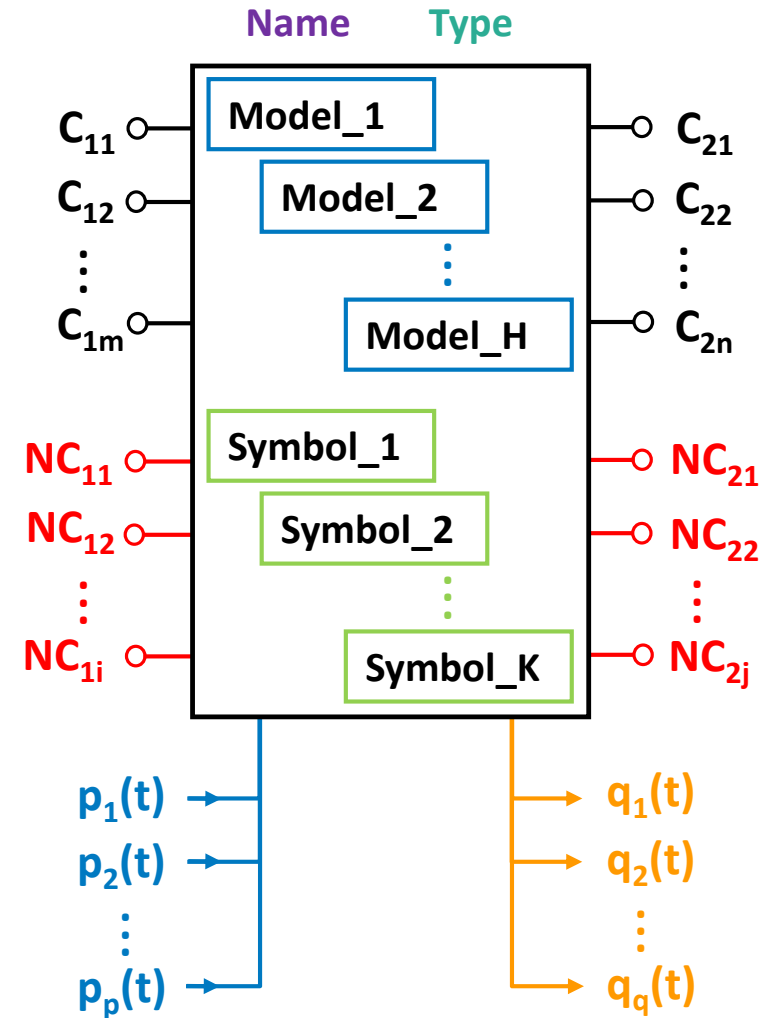 Name Type
C₁₁ Model_1 C₂₁
C₁₂ Model_2 C₂₂
⋮ ⋮ ⋮
C₁ₘ Model_H C₂ₙ
NC₁₁ Symbol_1 NC₂₁
NC₁₂ Symbol_2 NC₂₂
⋮ ⋮ ⋮
NC₁ᵢ Symbol_K NC₂ⱼ
p₁(t) q₁(t)
p₂(t) q₂(t)
⋮ ⋮
pₚ(t) q_q(t)